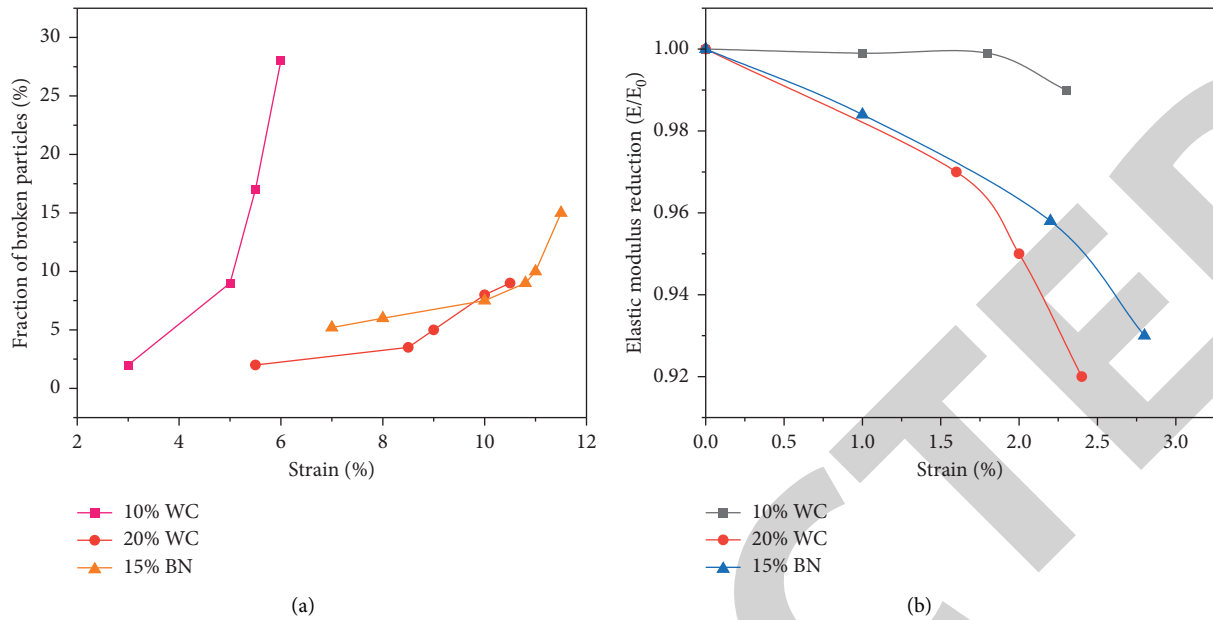 30
25
20
15
10
5
0
Fraction of broken particles (%)
2 4 6 8 10 12
Strain (%)
10% WC
20% WC
15% BN
(a)
1.00
0.98
0.96
0.94
0.92
Elastic modulus reduction (E/E₀)
0.0 0.5 1.0 1.5 2.0 2.5 3.0
Strain (%)
10% WC
20% WC
15% BN
(b)
CTED